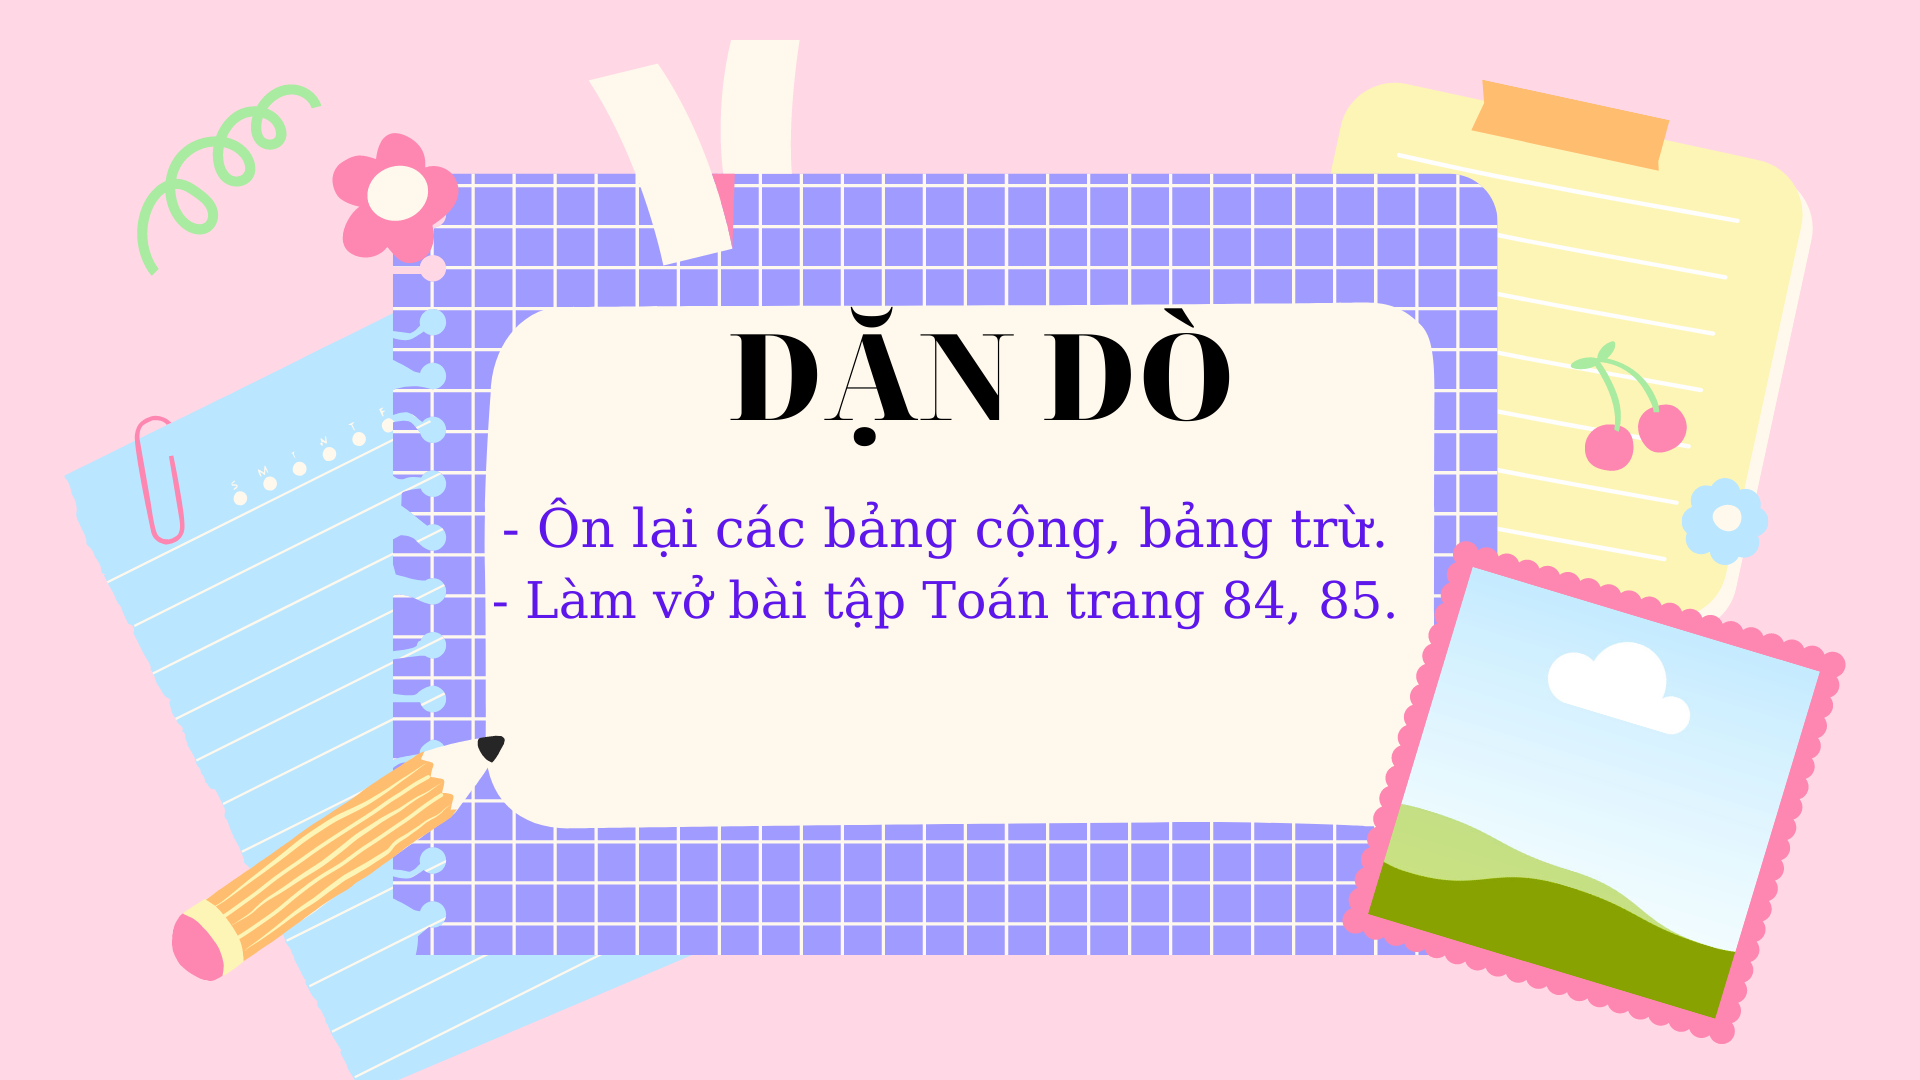 DẶN DÒ
- Ôn lại các bảng cộng, bảng trừ.
- Làm vở bài tập Toán trang 84, 85.
S M T W T F